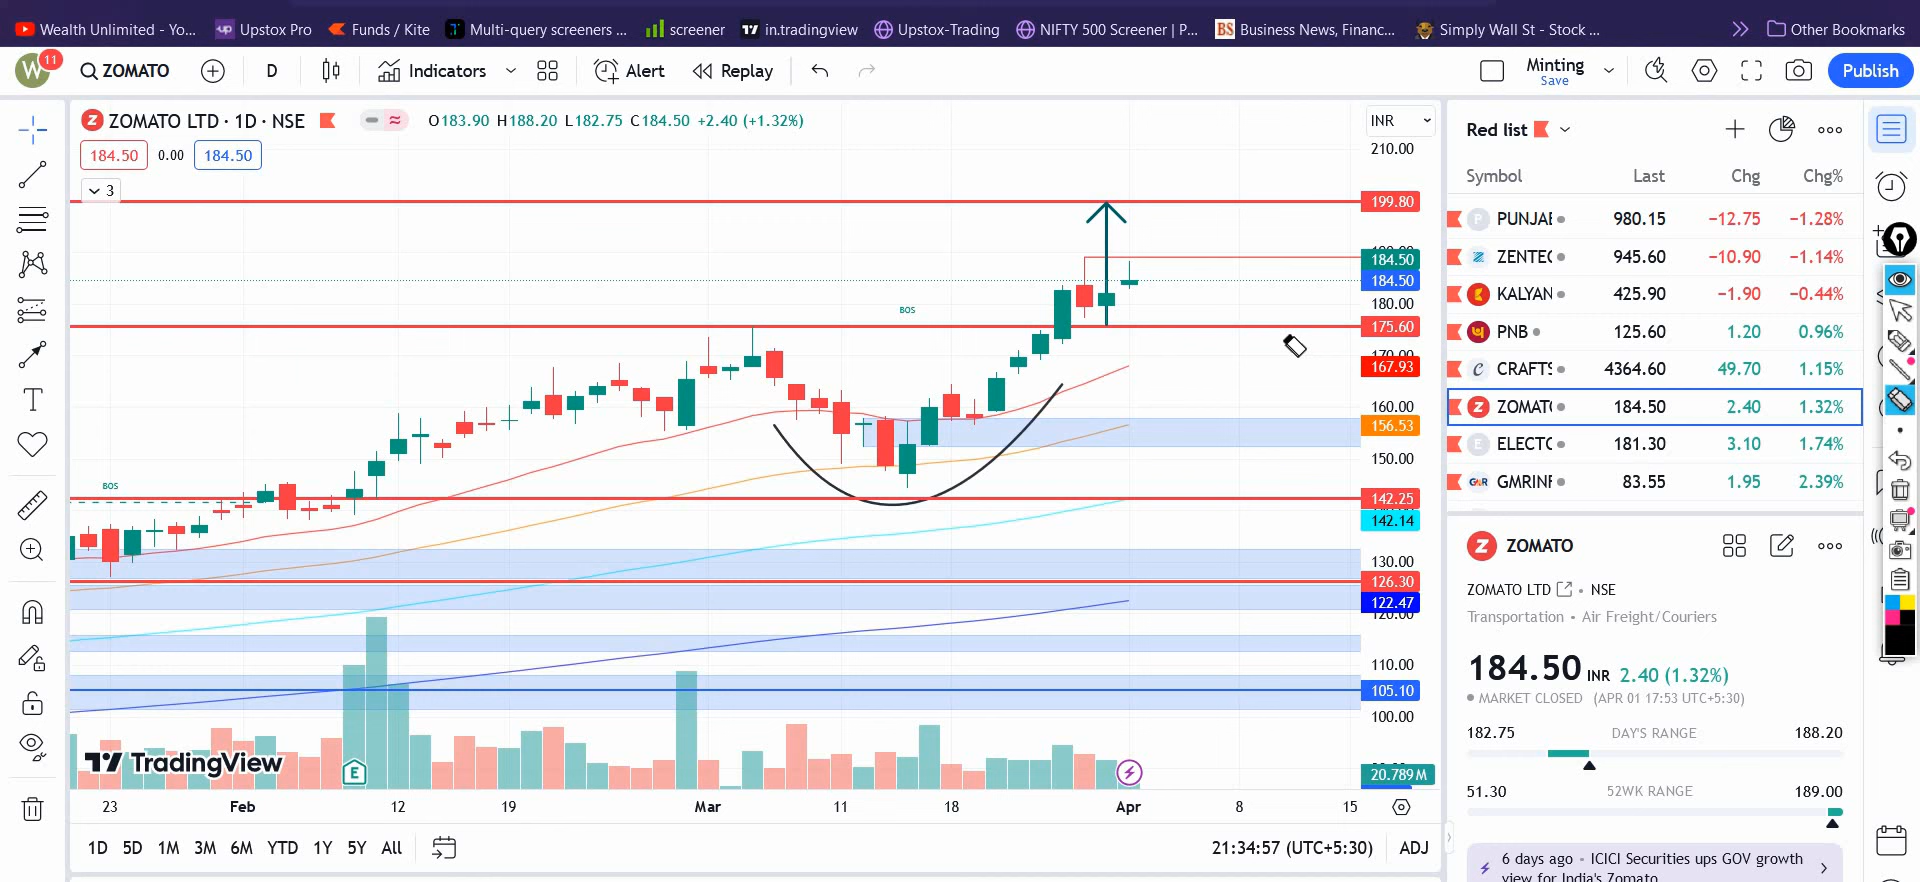 Wealth Unlimited - Yo...
up Upstox Pro
Funds / Kite
Multi-query screeners ...
screener
in.tradingview
Upstox-Trading
NIFTY 500 Screener | P...
BS Business News, Financ...
Simply Wall St - Stock ...
Other Bookmarks
W 11
ZOMATO
D
Indicators
Alert
Replay
Minting
Save
Publish
Z ZOMATO LTD · 1D · NSE
O183.90 H188.20 L182.75 C184.50 +2.40 (+1.32%)
184.50 0.00 184.50
3
INR
210.00
199.80
184.50
184.50
180.00
175.60
167.93
160.00
156.53
150.00
142.25
142.14
130.00
126.30
122.47
110.00
105.10
100.00
20.789M
BOS
BOS
TradingView
E
23 Feb 12 19 Mar 11 18 Apr 8 15
1D 5D 1M 3M 6M YTD 1Y 5Y All
21:34:57 (UTC+5:30) ADJ
Red list
Symbol Last Chg Chg%
P PUNJAB 980.15 −12.75 −1.28%
Z ZENTEC 945.60 −10.90 −1.14%
KALYAN 425.90 −1.90 −0.44%
PNB 125.60 1.20 0.96%
C CRAFTS 4364.60 49.70 1.15%
Z ZOMATO 184.50 2.40 1.32%
E ELECTC 181.30 3.10 1.74%
GMR GMRINF 83.55 1.95 2.39%
Z ZOMATO
ZOMATO LTD • NSE
Transportation • Air Freight/Couriers
184.50 INR 2.40 (1.32%)
MARKET CLOSED (APR 01 17:53 UTC+5:30)
182.75 DAY'S RANGE 188.20
51.30 52WK RANGE 189.00
6 days ago • ICICI Securities ups GOV growth
view for India's Zomato